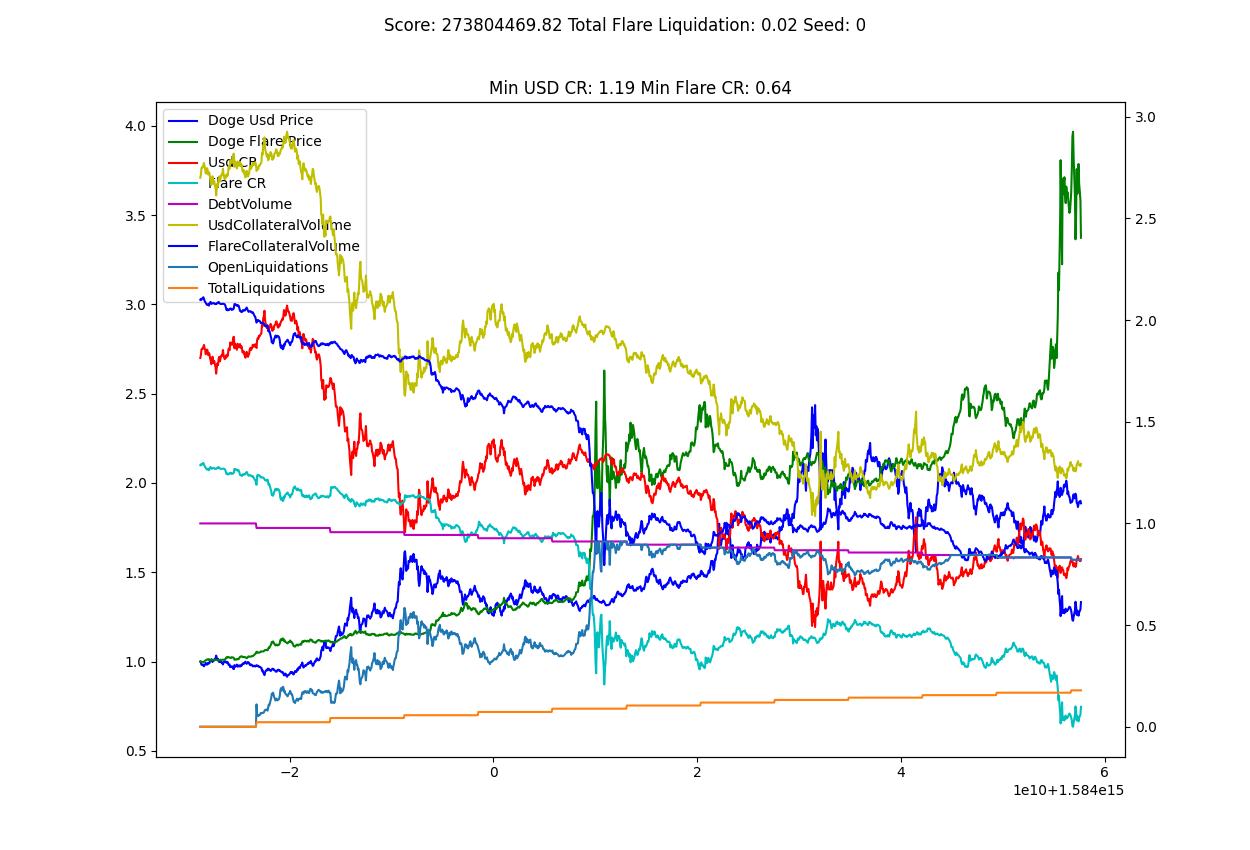 Score: 273804469.82 Total Flare Liquidation: 0.02 Seed: 0
Min USD CR: 1.19 Min Flare CR: 0.64
Doge Usd Price
Doge Flare Price
Usd CR
Flare CR
DebtVolume
UsdCollateralVolume
FlareCollateralVolume
OpenLiquidations
TotalLiquidations
4.0
3.5
3.0
2.5
2.0
1.5
1.0
0.5
3.0
2.5
2.0
1.5
1.0
0.5
0.0
−2
0
2
4
6
1e10+1.584e15